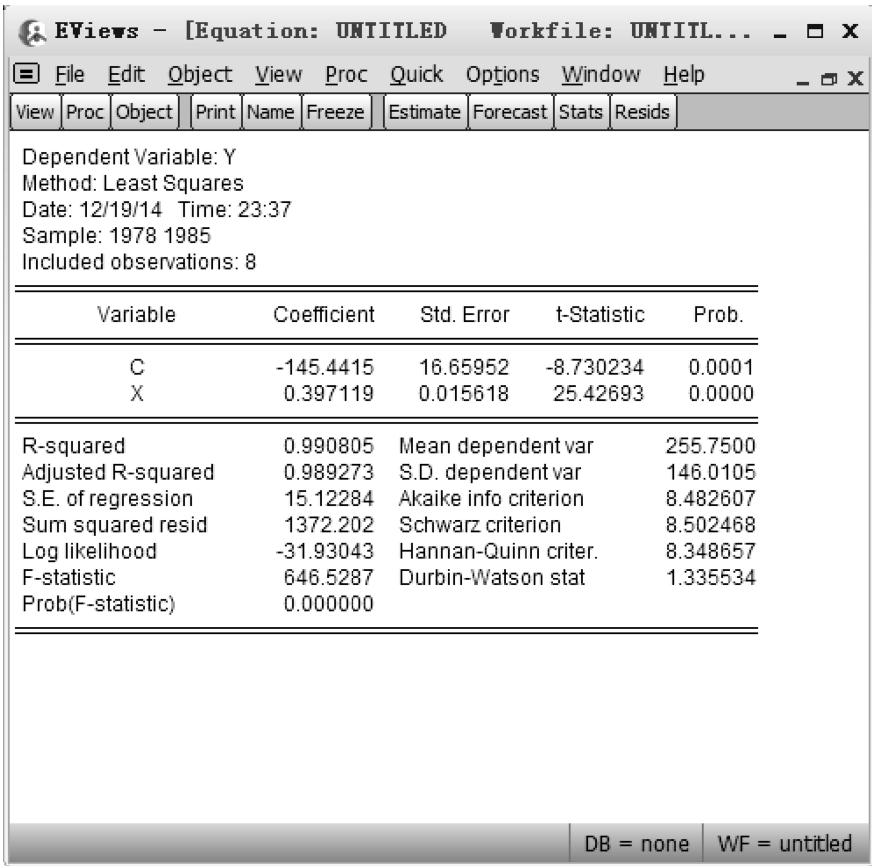 EViews - [Equation: UNTITLED Workfile: UNTITL...
File Edit Object View Proc Quick Options Window Help
View Proc Object Print Name Freeze Estimate Forecast Stats Resids
Dependent Variable: Y
Method: Least Squares
Date: 12/19/14 Time: 23:37
Sample: 1978 1985
Included observations: 8
Variable Coefficient Std. Error t-Statistic Prob.
C -145.4415 16.65952 -8.730234 0.0001
X 0.397119 0.015618 25.42693 0.0000
R-squared 0.990805 Mean dependent var 255.7500
Adjusted R-squared 0.989273 S.D. dependent var 146.0105
S.E. of regression 15.12284 Akaike info criterion 8.482607
Sum squared resid 1372.202 Schwarz criterion 8.502468
Log likelihood -31.93043 Hannan-Quinn criter. 8.348657
F-statistic 646.5287 Durbin-Watson stat 1.335534
Prob(F-statistic) 0.000000
DB = none WF = untitled